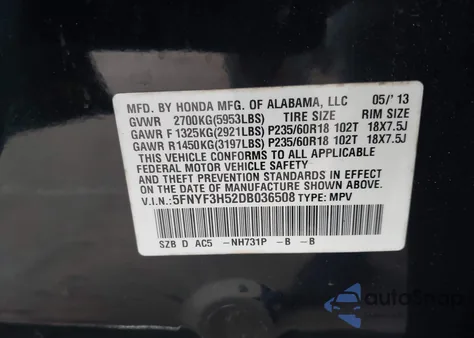 MFD. BY HONDA MFG. OF ALABAMA, LLC 05/'13
GVWR 2700KG(5953LBS) TIRE SIZE RIM SIZE
GAWR F 1325KG(2921LBS) P235/60R18 102T 18X7.5J
GAWR R1450KG(3197LBS) P235/60R18 102T 18X7.5J
THIS VEHICLE CONFORMS TO ALL APPLICABLE
FEDERAL MOTOR VEHICLE SAFETY
AND THEFT PREVENTION STANDARDS IN EFFECT
ON THE DATE OF MANUFACTURE SHOWN ABOVE.
V.I.N.: 5FNYF3H52DB036508 TYPE: MPV
SZB D AC5 -NH731P -B -B
autostrap